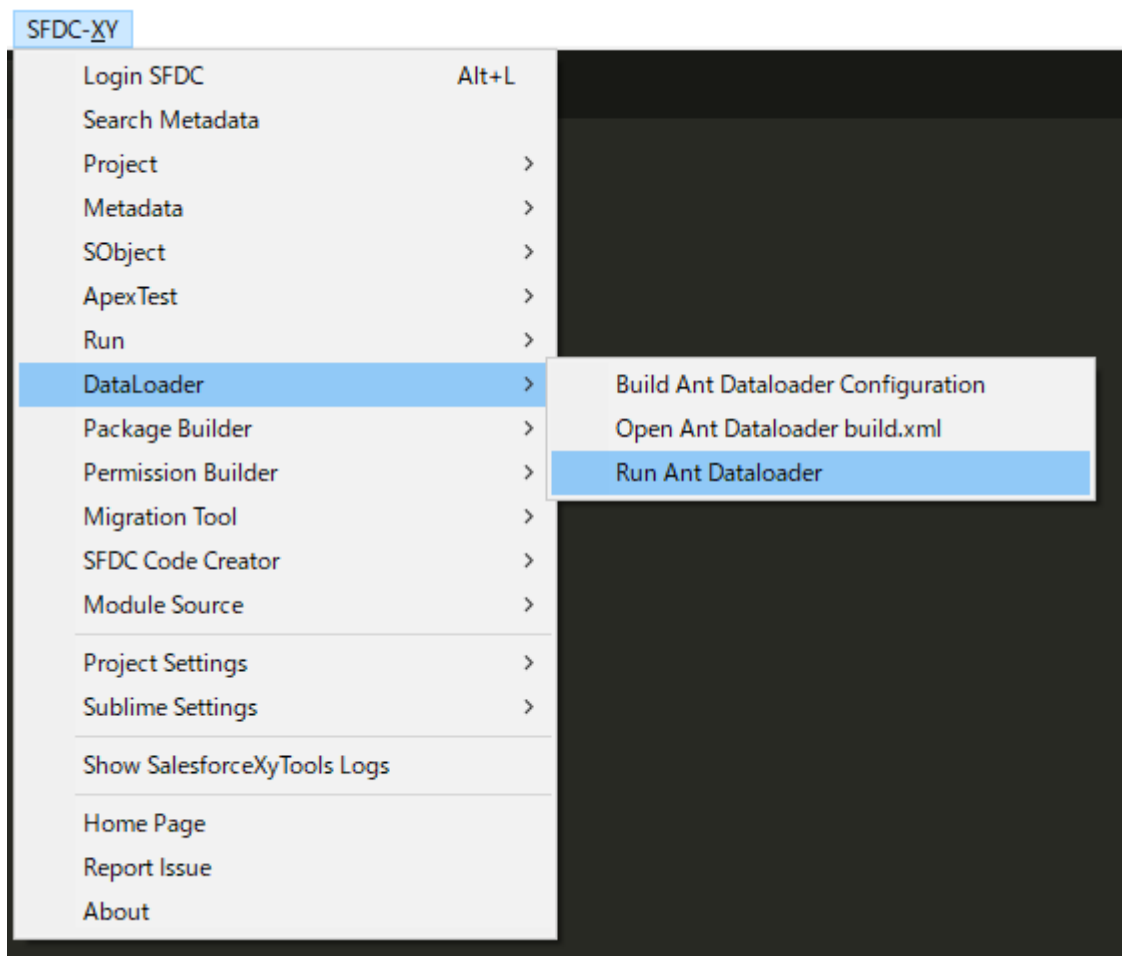 SFDC-XY
Login SFDC Alt+L
Search Metadata
Project
Metadata
SObject
ApexTest
Run
DataLoader
Build Ant Dataloader Configuration
Open Ant Dataloader build.xml
Run Ant Dataloader
Package Builder
Permission Builder
Migration Tool
SFDC Code Creator
Module Source
Project Settings
Sublime Settings
Show SalesforceXyTools Logs
Home Page
Report Issue
About